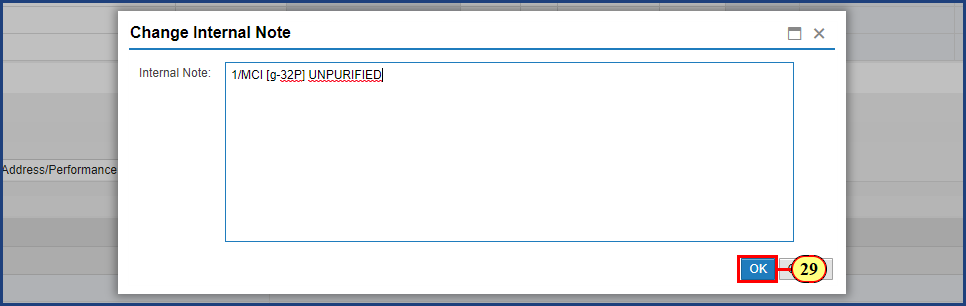 Change Internal Note
Internal Note:
1/MCI [g-32P] UNPURIFIED
Address/Performance
OK
29